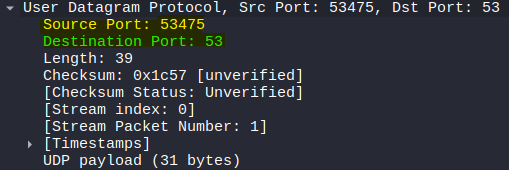 User Datagram Protocol, Src Port: 53475, Dst Port: 53
Source Port: 53475
Destination Port: 53
Length: 39
Checksum: 0x1c57 [unverified]
[Checksum Status: Unverified]
[Stream index: 0]
[Stream Packet Number: 1]
[Timestamps]
UDP payload (31 bytes)